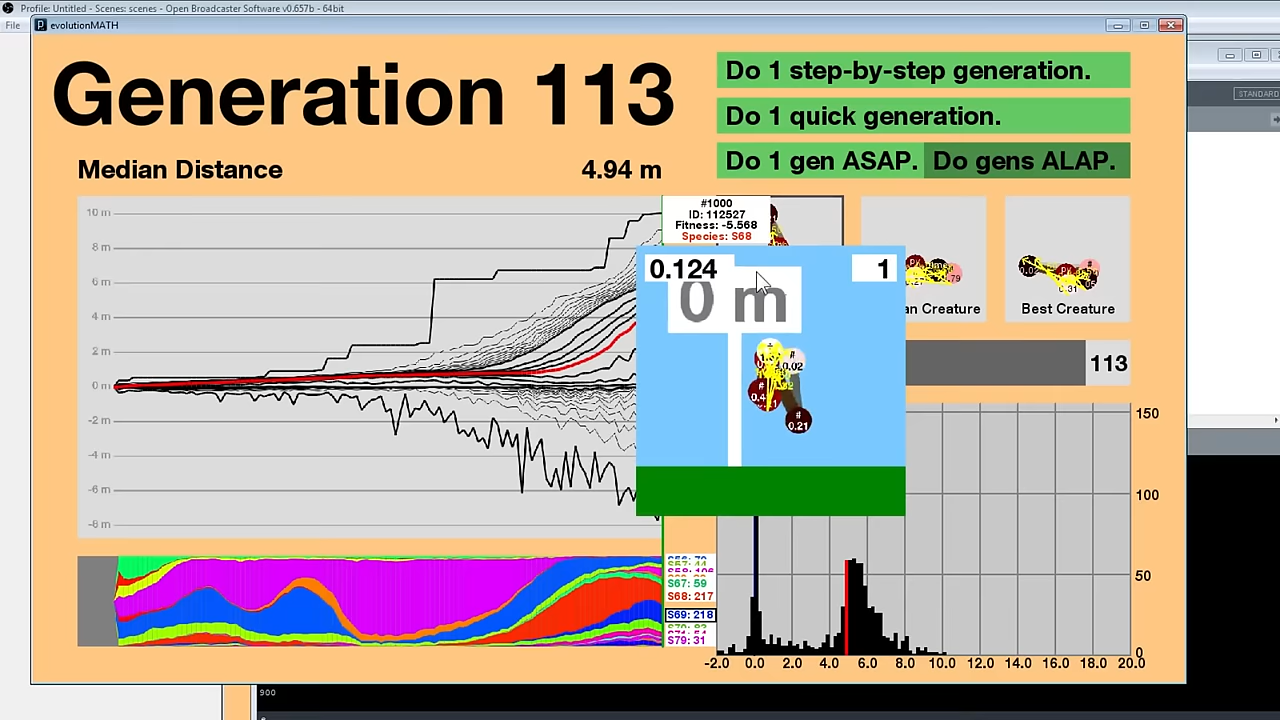 Profile: Untitled - Scenes: scenes - Open Broadcaster Software v0.657b - 64bit
File
evolutionMATH
Generation 113
Do 1 step-by-step generation.
Do 1 quick generation.
Do 1 gen ASAP.
Do gens ALAP.
STANDARD
Median Distance
4.94 m
10 m
8 m
6 m
4 m
2 m
0 m
-2 m
-4 m
-6 m
-8 m
#1000
ID: 112527
Fitness: -5.568
Species: S68
0.124
1
0 m
#
0.02
#
#
0.21
an Creature
Best Creature
113
S67: 59
S68: 217
S69: 218
S79: 31
150
100
50
0
-2.0 0.0 2.0 4.0 6.0 8.0 10.0 12.0 14.0 16.0 18.0 20.0
900